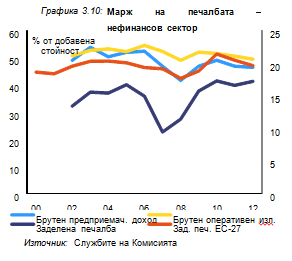 Графика 3.10: Марж на печалбата –
нефинансов сектор
60 25
% от добавена
стойност
50
20
40
15
30
10
20
5
10
0 0
00 02 04 06 08 10 12
Брутен предприемач. доход Брутен оперативен изл.
Заделена печалба Зад. печ. ЕС-27
Източник: Службите на Комисията